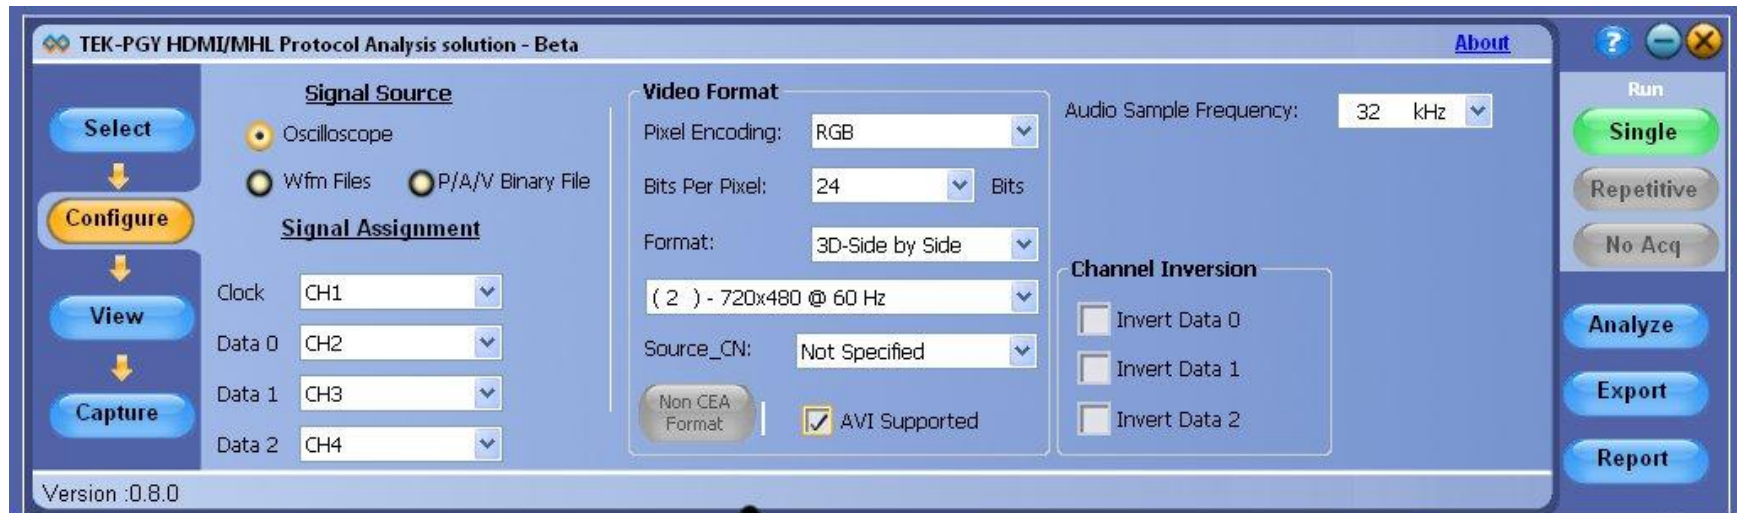 TEK-PGY HDMI/MHL Protocol Analysis solution - Beta
About
?
Select
Configure
View
Capture
Signal Source
Oscilloscope
Wfm Files
P/A/V Binary File
Signal Assignment
Clock CH1
Data 0 CH2
Data 1 CH3
Data 2 CH4
Video Format
Pixel Encoding: RGB
Bits Per Pixel: 24 Bits
Format: 3D-Side by Side
( 2 ) - 720x480 @ 60 Hz
Source_CN: Not Specified
Non CEA
Format
AVI Supported
Audio Sample Frequency: 32 kHz
Channel Inversion
Invert Data 0
Invert Data 1
Invert Data 2
Run
Single
Repetitive
No Acq
Analyze
Export
Report
Version :0.8.0